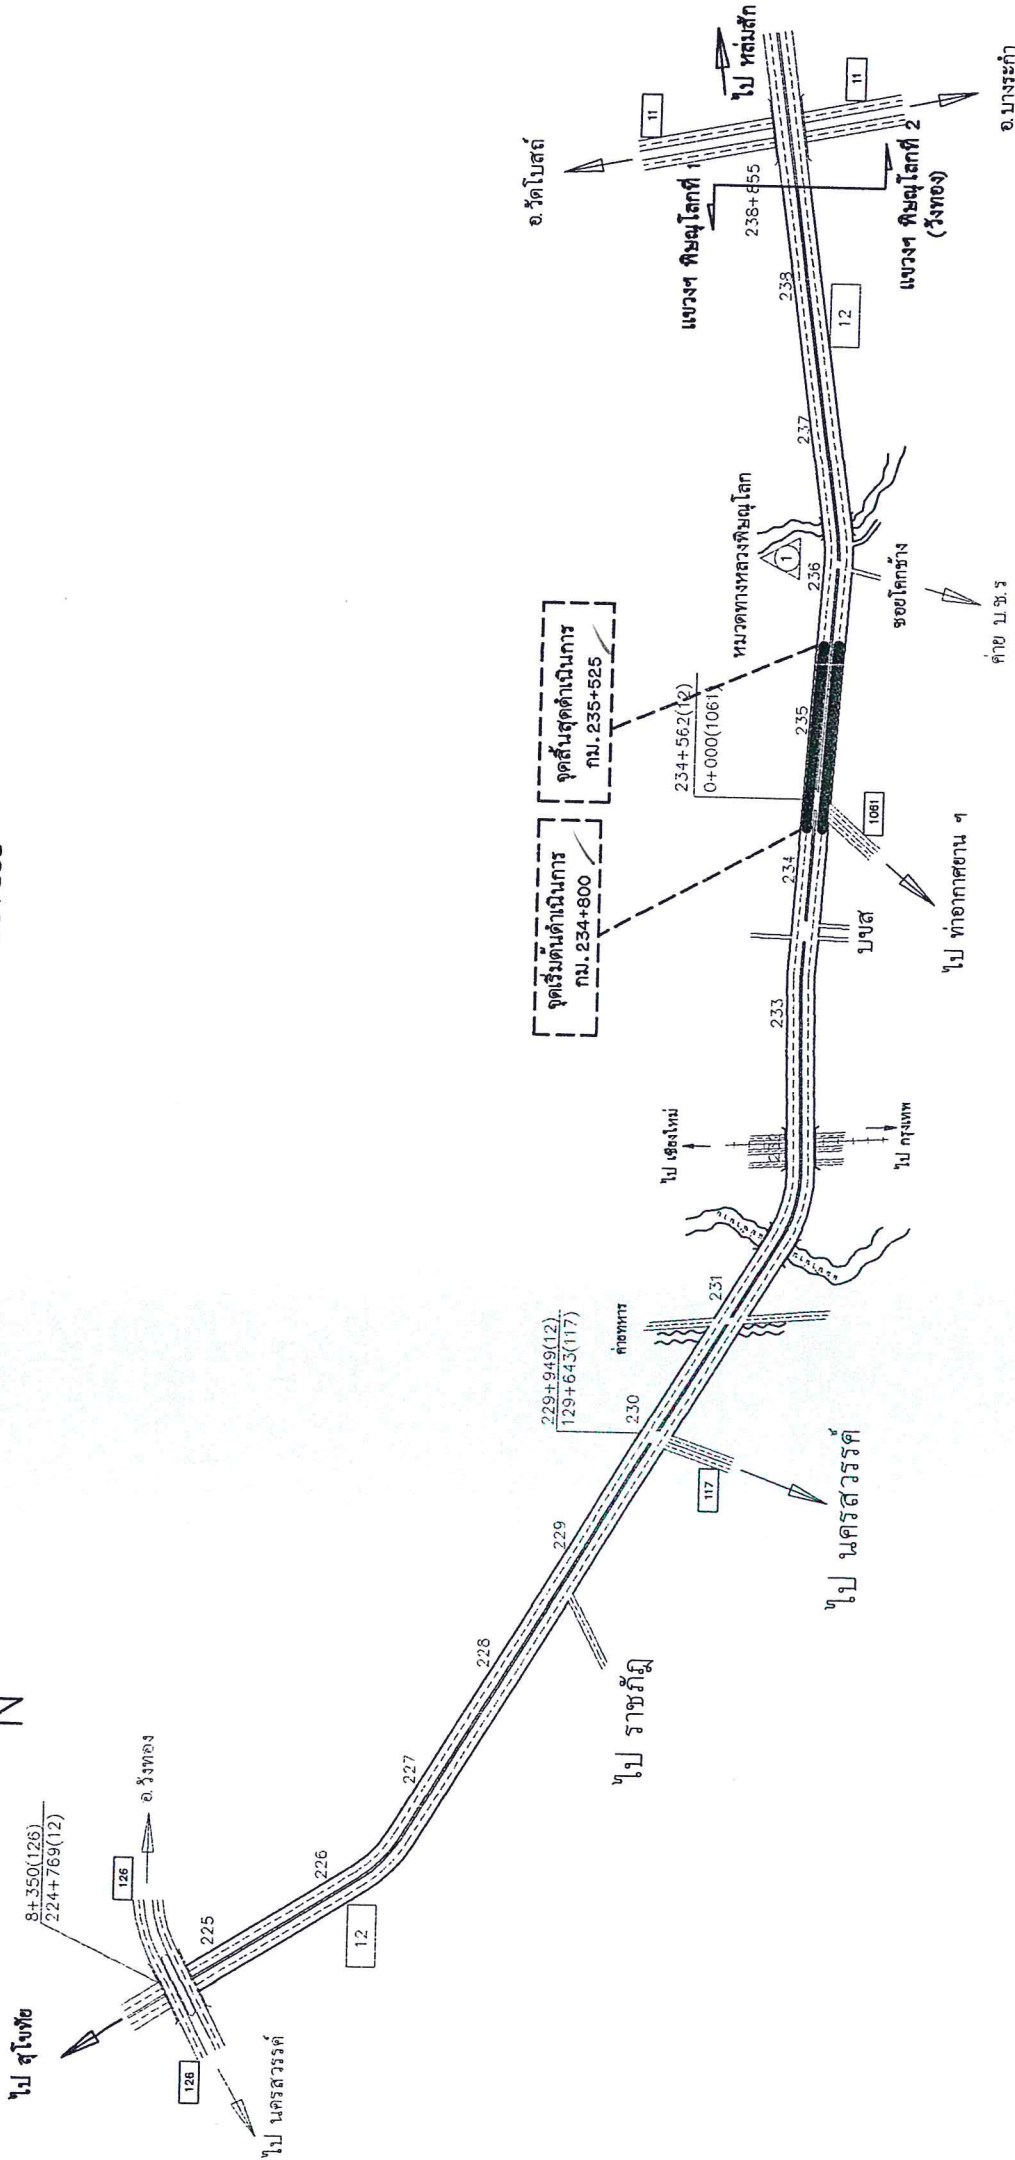 N
8+350(126)
224+769(12)
ไป สุโขทัย
126
อ.วังทอง
126
ไป นครสวรรค์
225
226
12
227
228
ไป ราชภัฏ
229
229+949(12)
129+643(117)
230
117
ไป นครสวรรค์
ค่ายทหาร
231
ไป เชียงใหม่
ไป กรุงเทพ
233
บขส
234
จุดเริ่มต้นดำเนินการ
กม. 234+800
จุดสิ้นสุดดำเนินการ
กม. 235+525
234+562(12)
0+000(1061)
1061
ไป ท่าอากาศยาน ฯ
235
หมวดทางหลวงพิษณุโลก
1
236
ซอยโคกช้าง
ค่าย บ.ช.ร
237
12
238
238+855
แขวงฯ พิษณุโลกที่ 1
แขวงฯ พิษณุโลกที่ 2
(วังทอง)
อ.วัดโบสถ์
11
ไป หล่มสัก
11
อ.บางระกำ